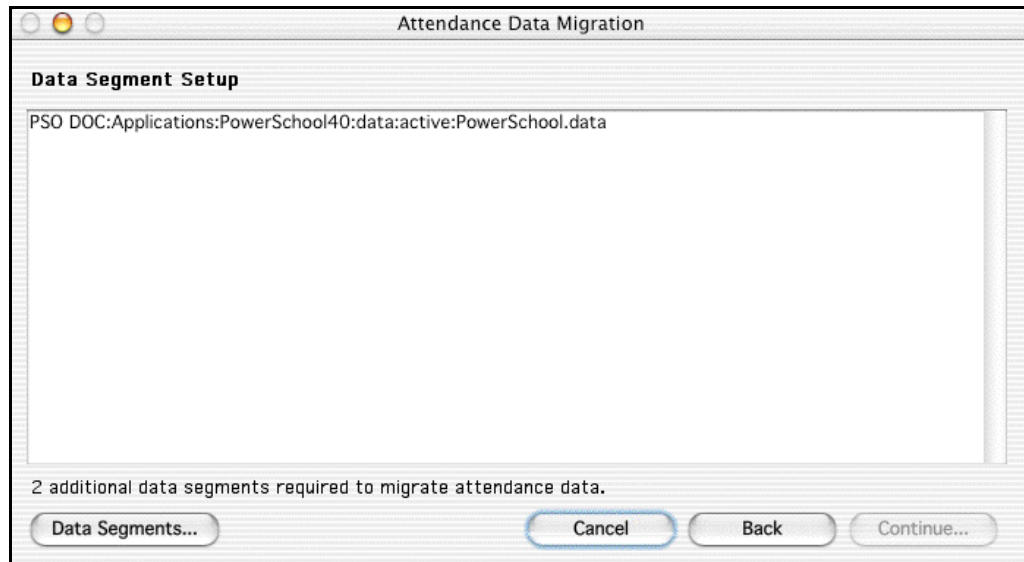 Attendance Data Migration
Data Segment Setup
PSO DOC:Applications:PowerSchool40:data:active:PowerSchool.data
2 additional data segments required to migrate attendance data.
Data Segments...
Cancel
Back
Continue...